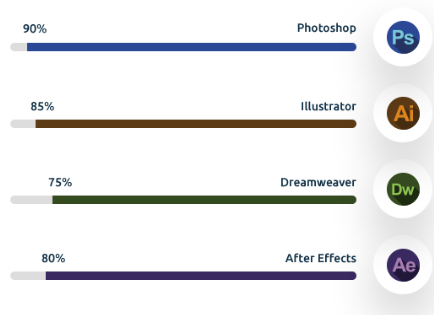 90% Photoshop
Ps
85% Illustrator
Ai
75% Dreamweaver
Dw
80% After Effects
Ae